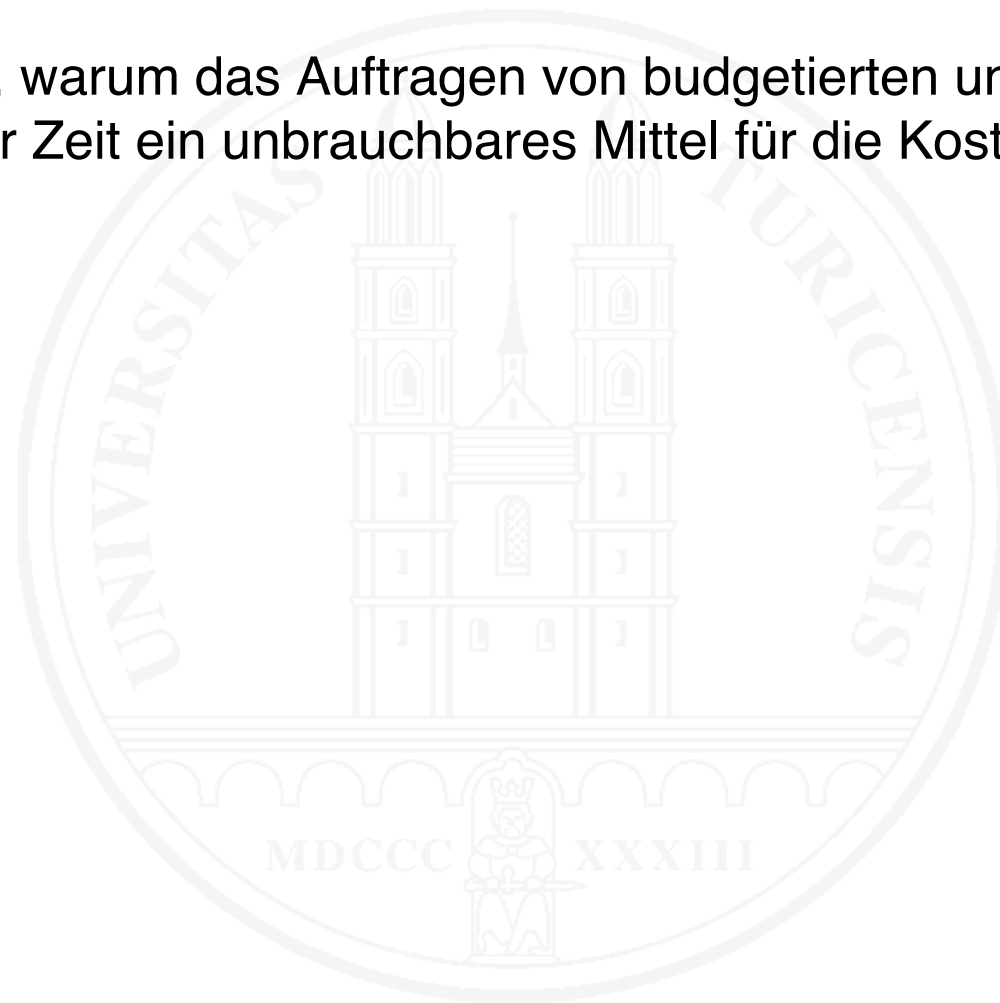 , warum das Auftragen von budgetierten un
r Zeit ein unbrauchbares Mittel für die Kost
UNIVERSITAS TURICENSIS
MDCCC XXXIII